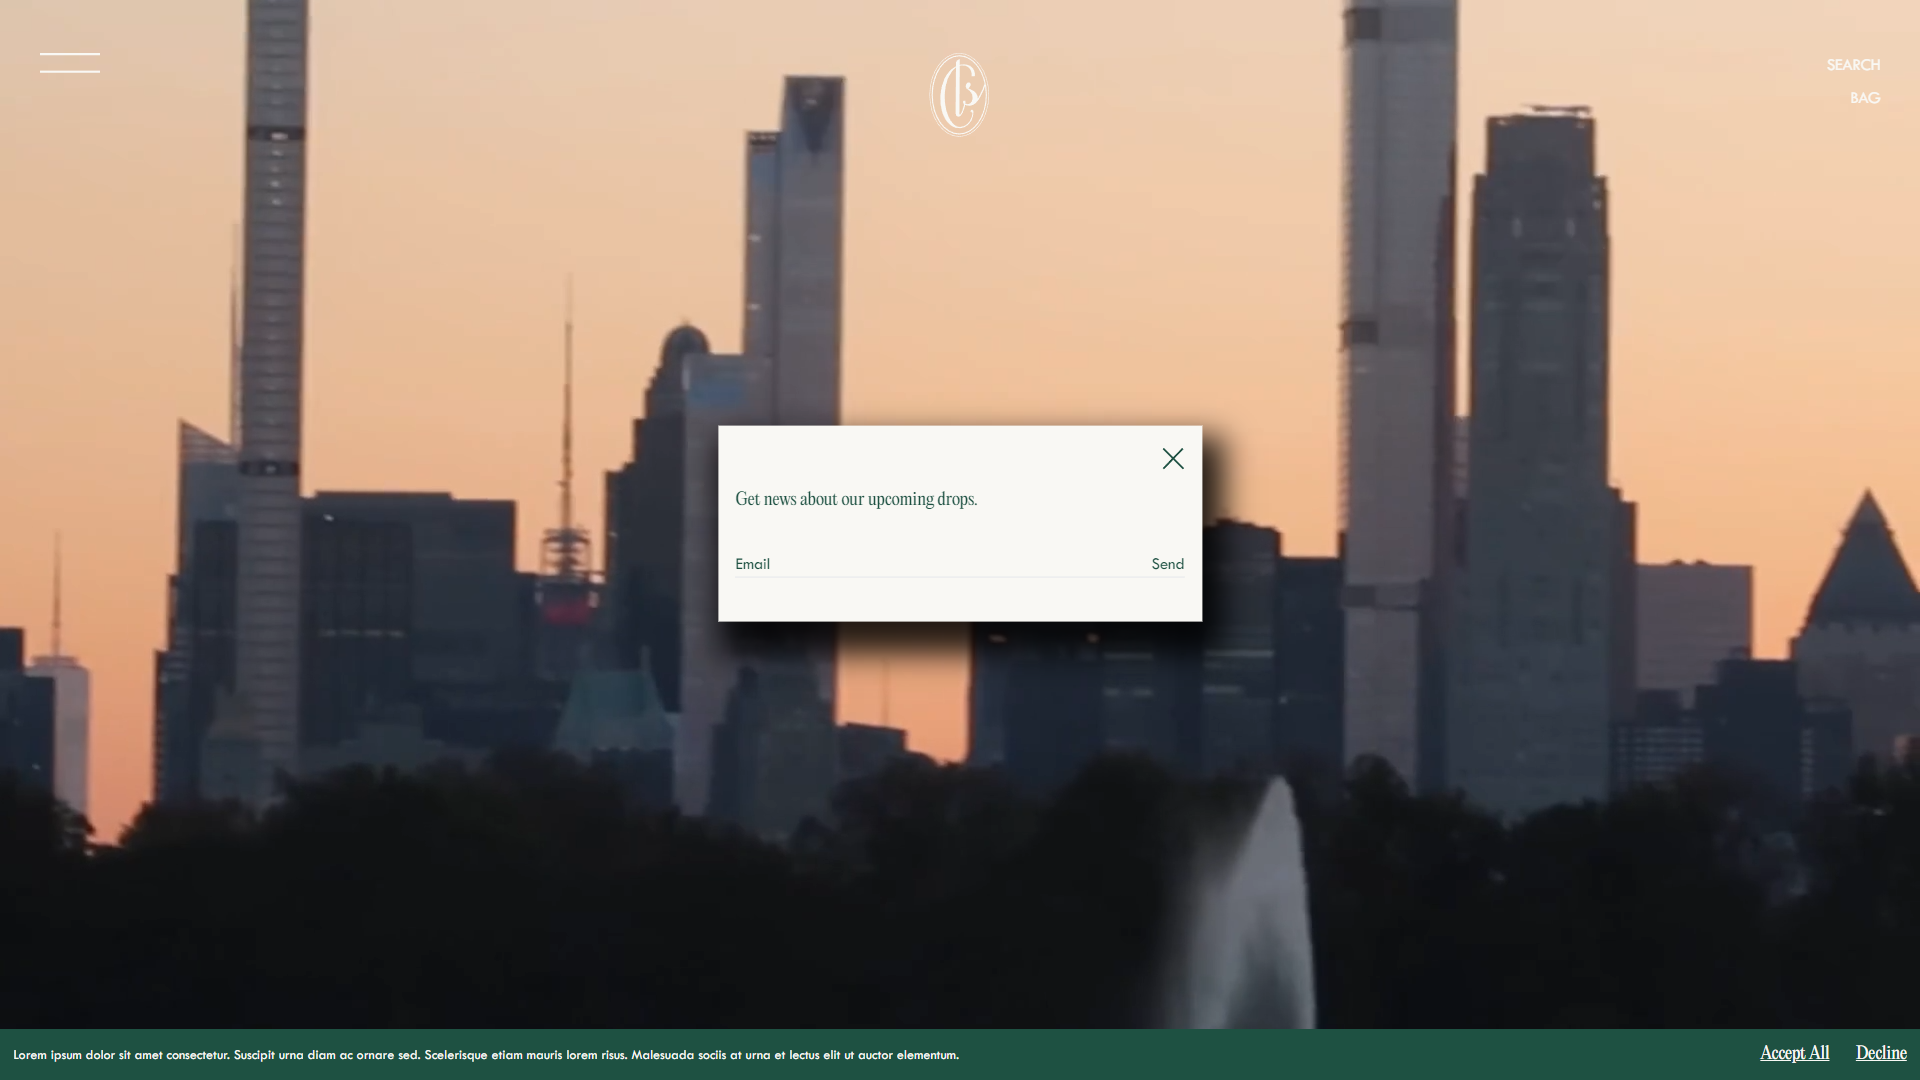 SEARCH
BAG
Get news about our upcoming drops.
Email
Send
Lorem ipsum dolor sit amet consectetur. Suscipit urna diam ac ornare sed. Scelerisque etiam mauris lorem risus. Malesuada sociis at urna et lectus elit ut auctor elementum.
Accept All
Decline